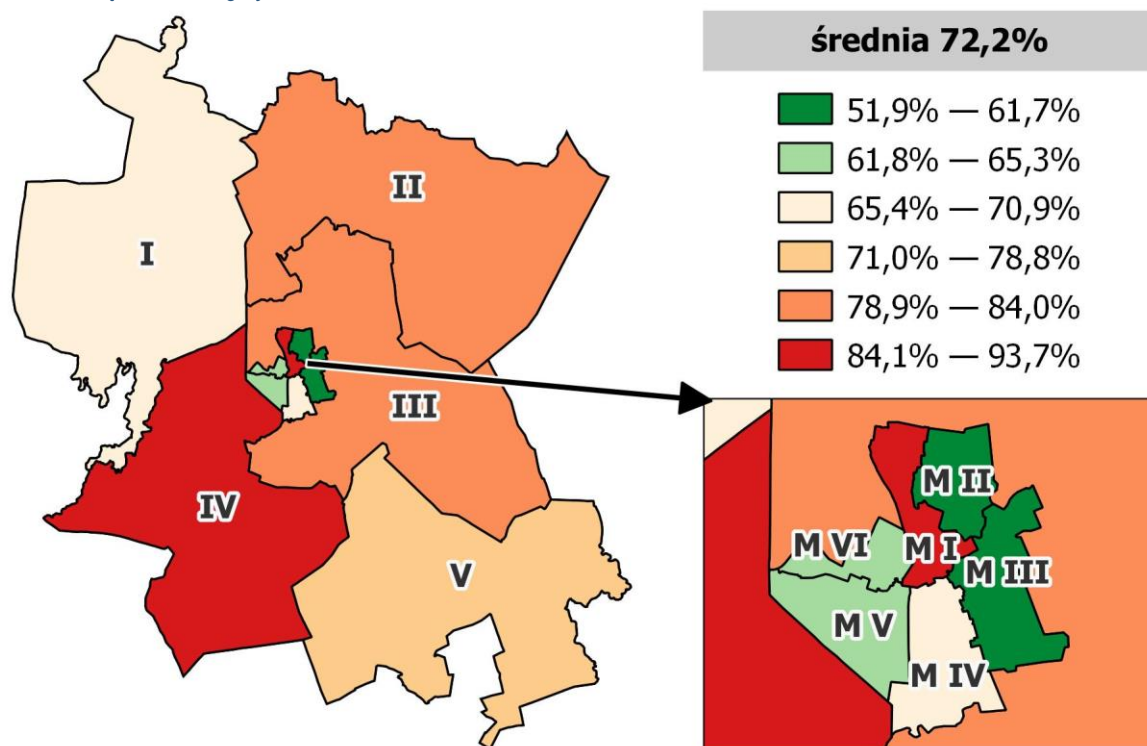 średnia 72,2%
51,9% — 61,7%
61,8% — 65,3%
65,4% — 70,9%
71,0% — 78,8%
78,9% — 84,0%
84,1% — 93,7%
I
II
III
IV
V
M II
M VI
M I
M III
M V
M IV